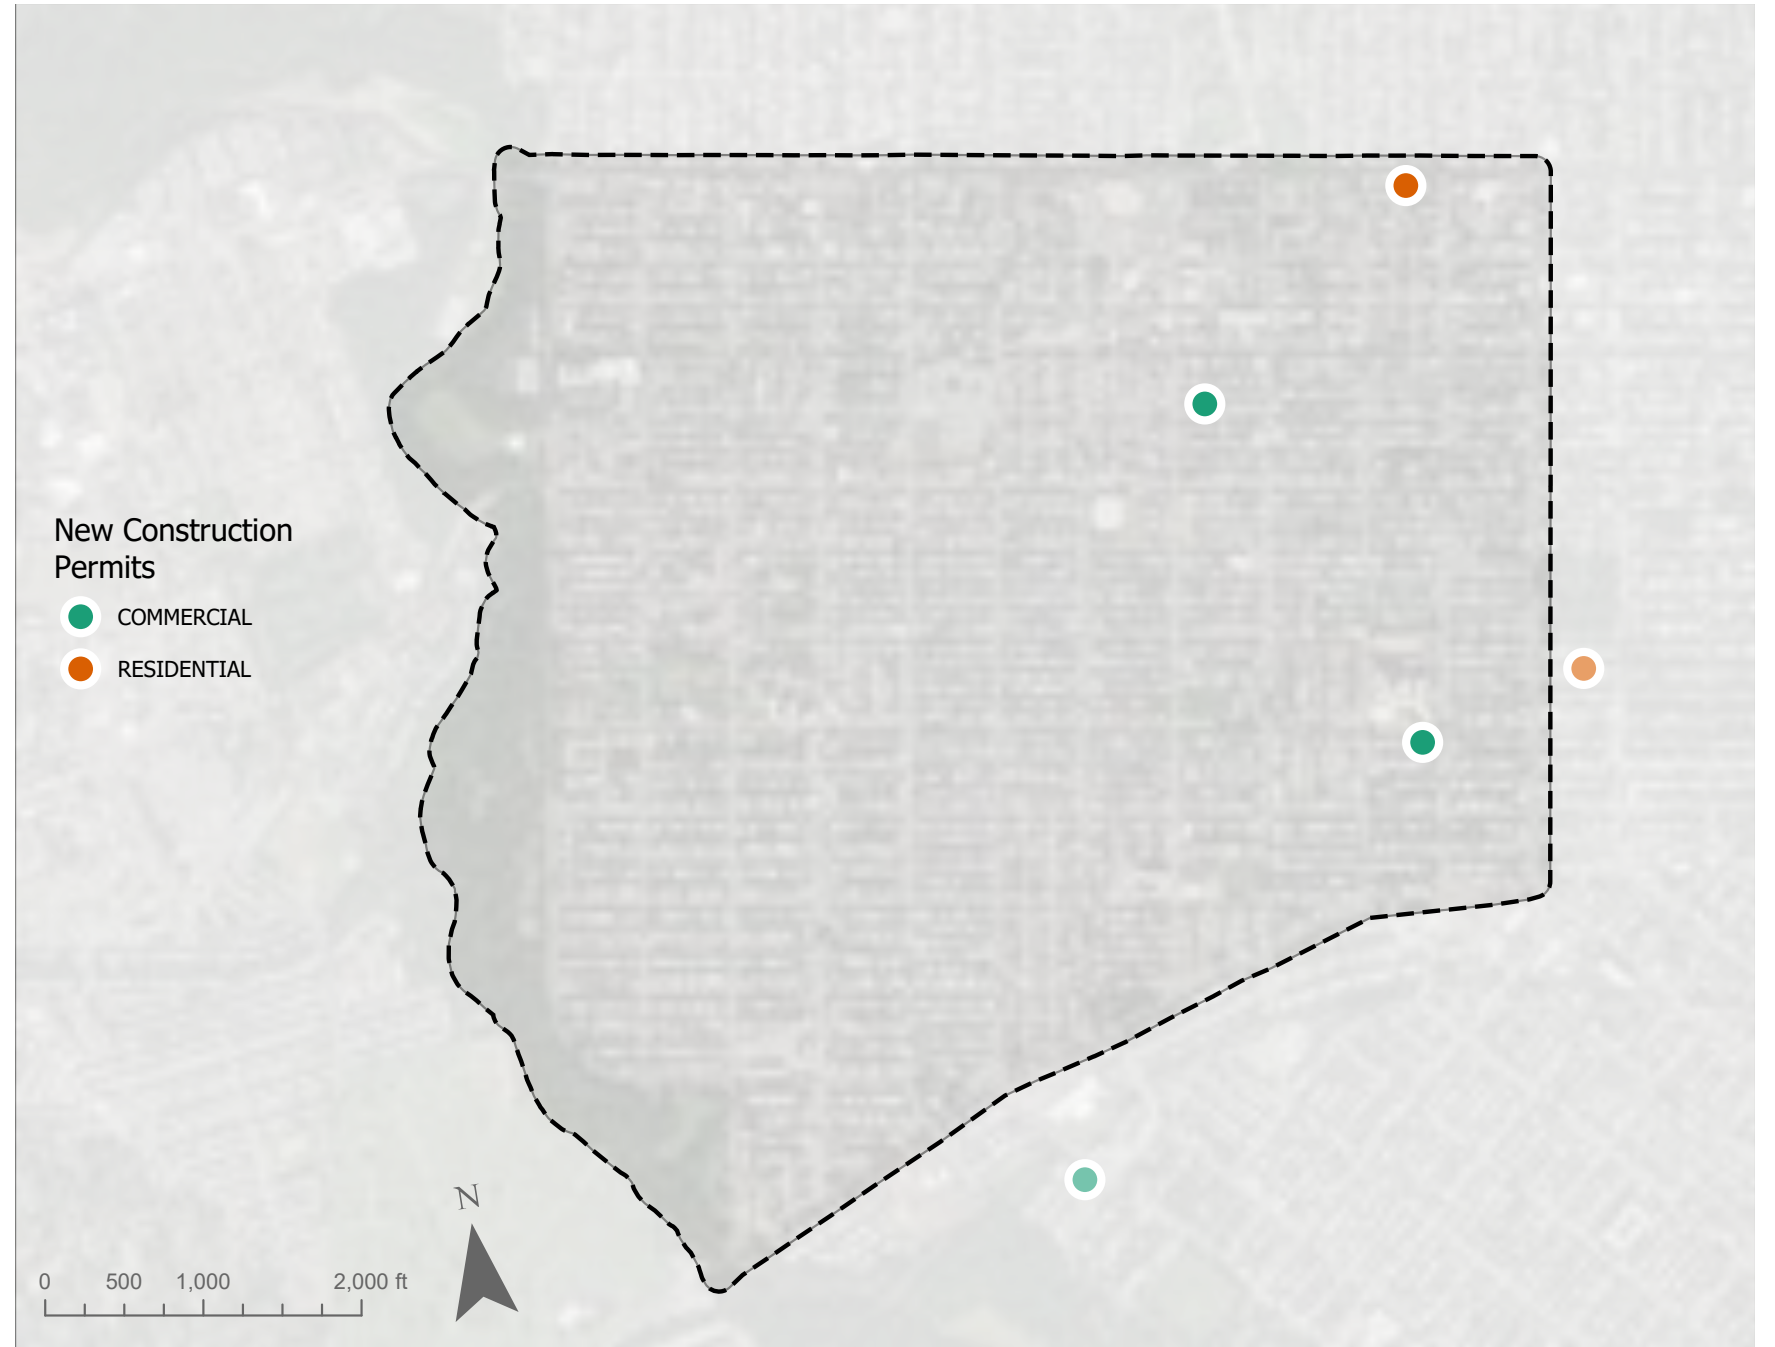 New Construction
Permits
COMMERCIAL
RESIDENTIAL
N
0 500 1,000 2,000 ft